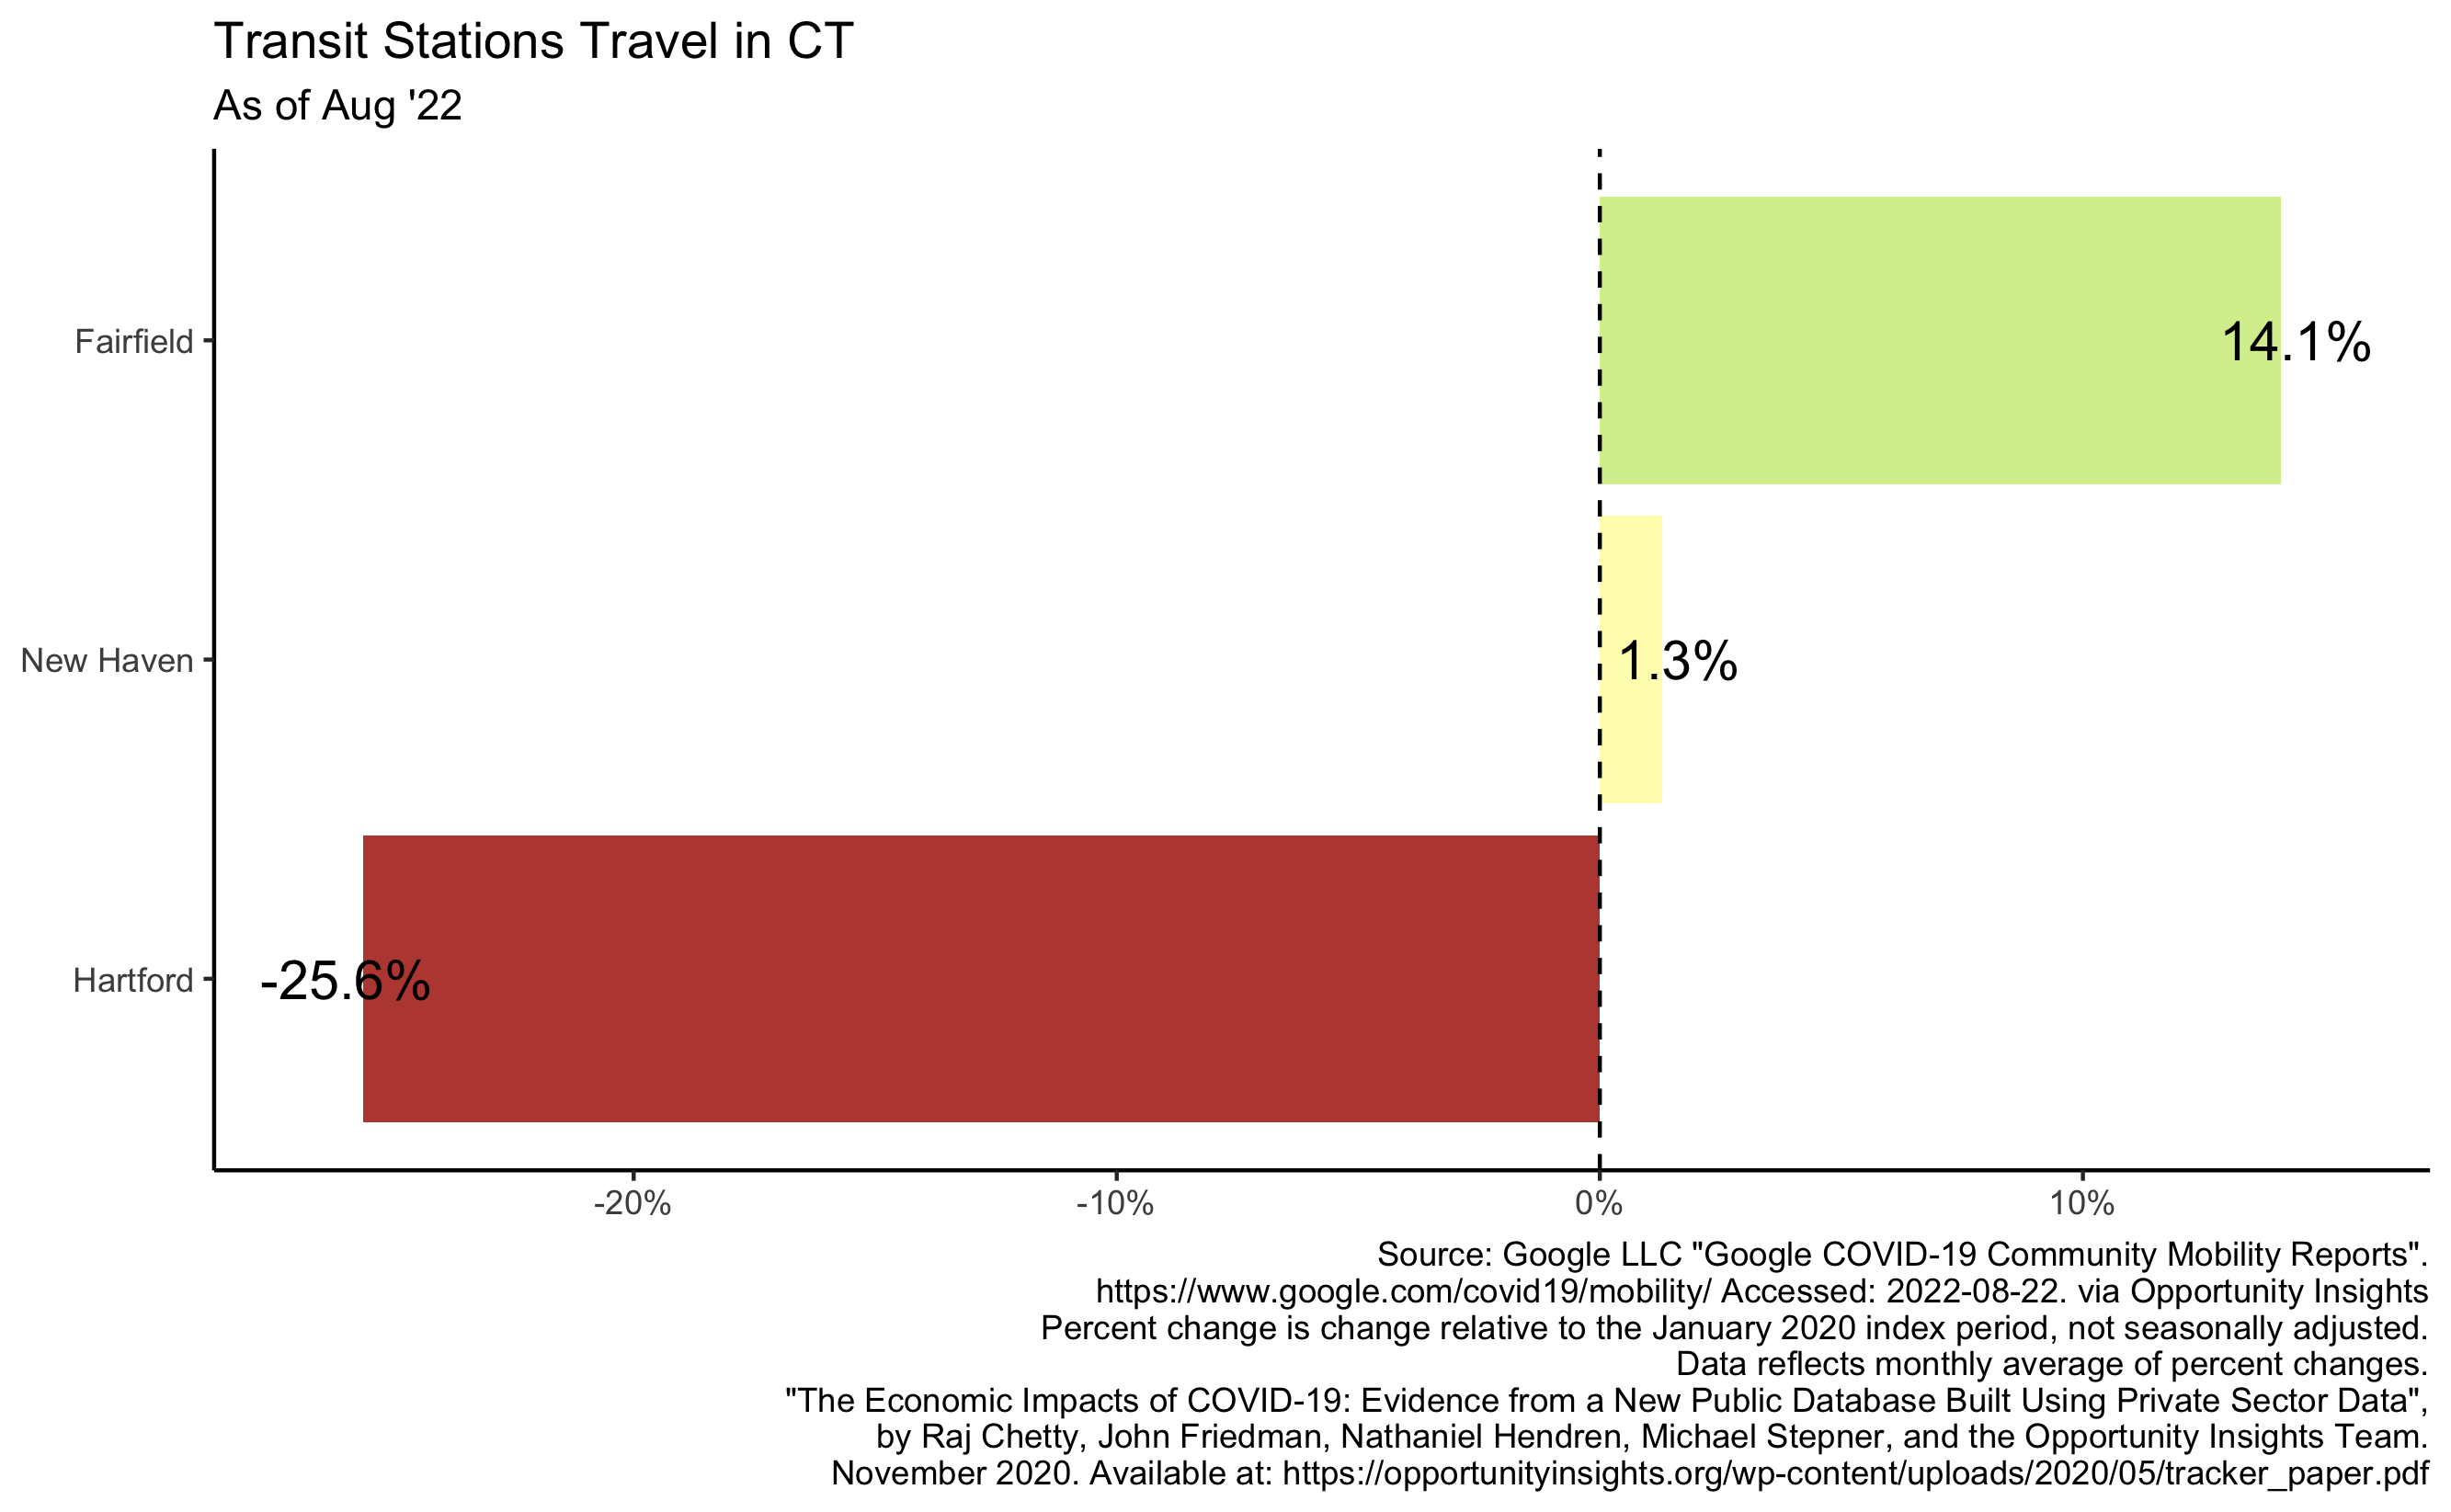 Transit Stations Travel in CT
As of Aug '22
Fairfield
14.1%
New Haven
1.3%
Hartford
-25.6%
-20%
-10%
0%
10%
Source: Google LLC "Google COVID-19 Community Mobility Reports".
https://www.google.com/covid19/mobility/ Accessed: 2022-08-22. via Opportunity Insights
Percent change is change relative to the January 2020 index period, not seasonally adjusted.
Data reflects monthly average of percent changes.
"The Economic Impacts of COVID-19: Evidence from a New Public Database Built Using Private Sector Data",
by Raj Chetty, John Friedman, Nathaniel Hendren, Michael Stepner, and the Opportunity Insights Team.
November 2020. Available at: https://opportunityinsights.org/wp-content/uploads/2020/05/tracker_paper.pdf